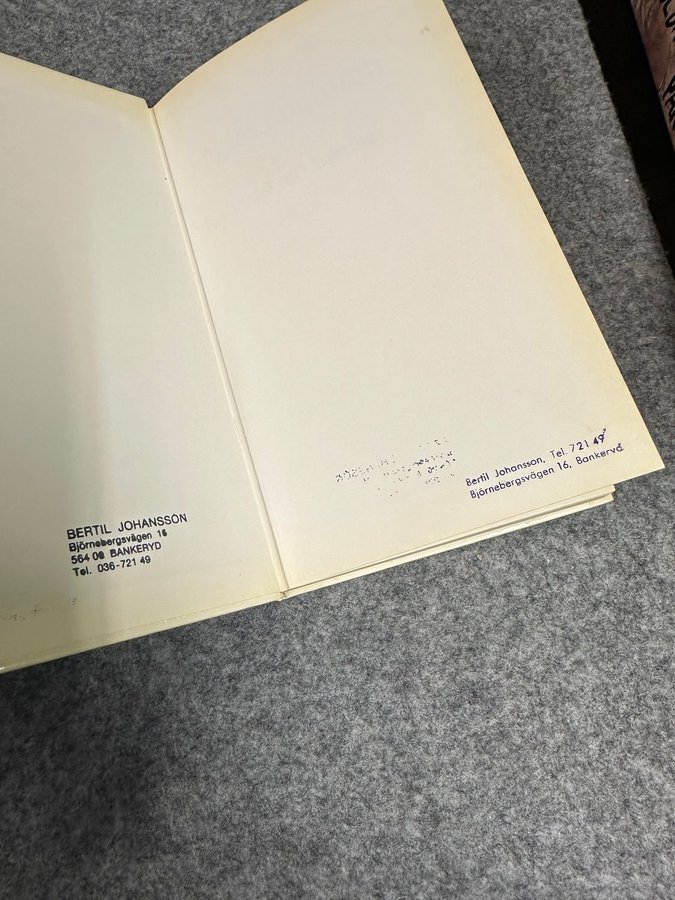 BERTIL JOHANSSON
Björnebergsvägen 16
564 00 BANKERYD
Tel. 036-721 49
Bertil Johansson, Tel. 721 49
Björnebergsvägen 16, Bankeryd